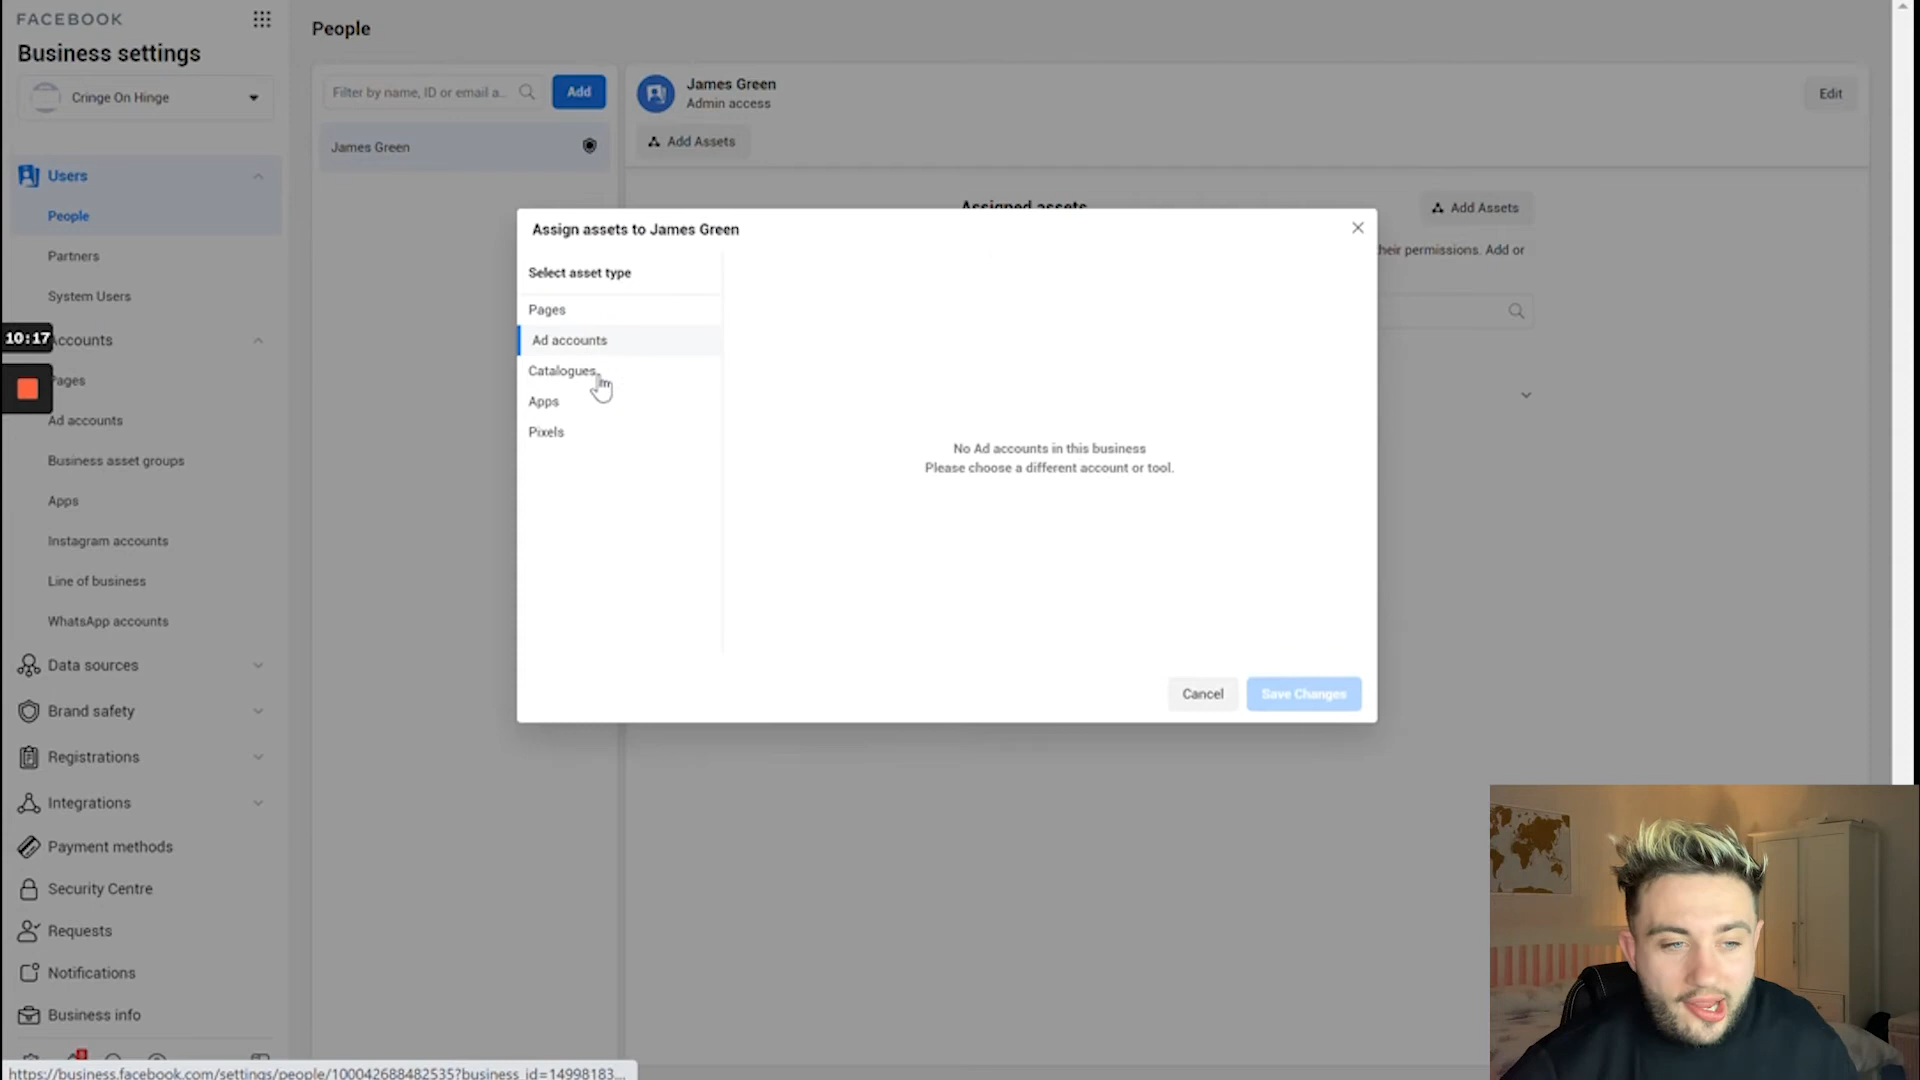 FACEBOOK
Business settings
Cringe On Hinge
Users
People
Partners
System Users
10:17
Accounts
Pages
Ad accounts
Business asset groups
Apps
Instagram accounts
Line of business
WhatsApp accounts
Data sources
Brand safety
Registrations
Integrations
Payment methods
Security Centre
Requests
Notifications
Business info
People
Filter by name, ID or email a...
Add
James Green
James Green
Admin access
Add Assets
Edit
Assigned assets
Add Assets
their permissions. Add or
Assign assets to James Green
Select asset type
Pages
Ad accounts
Catalogues
Apps
Pixels
No Ad accounts in this business
Please choose a different account or tool.
Cancel
Save Changes
https://business.facebook.com/settings/people/100042688482535?business_id=14998183...